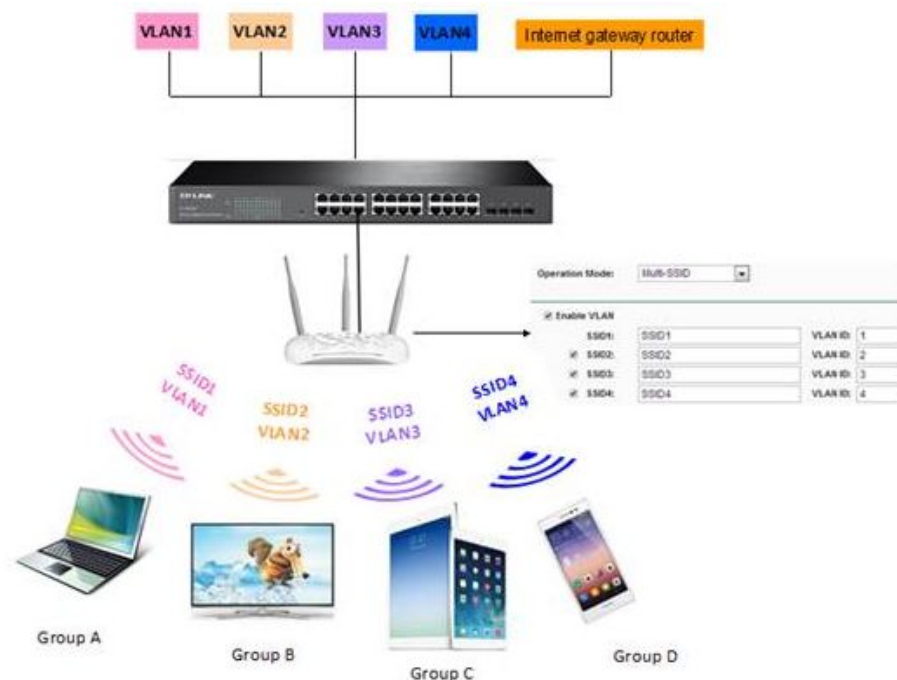 VLAN1 VLAN2 VLAN3 VLAN4 Internet gateway router
TP-LINK
Operation Mode: Multi-SSID
Enable VLAN
SSID1: SSID1 VLAN ID: 1
SSID2: SSID2 VLAN ID: 2
SSID3: SSID3 VLAN ID: 3
SSID4: SSID4 VLAN ID: 4
SSID1
VLAN1
SSID2
VLAN2
SSID3
VLAN3
SSID4
VLAN4
Group A
Group B
Group C
Group D